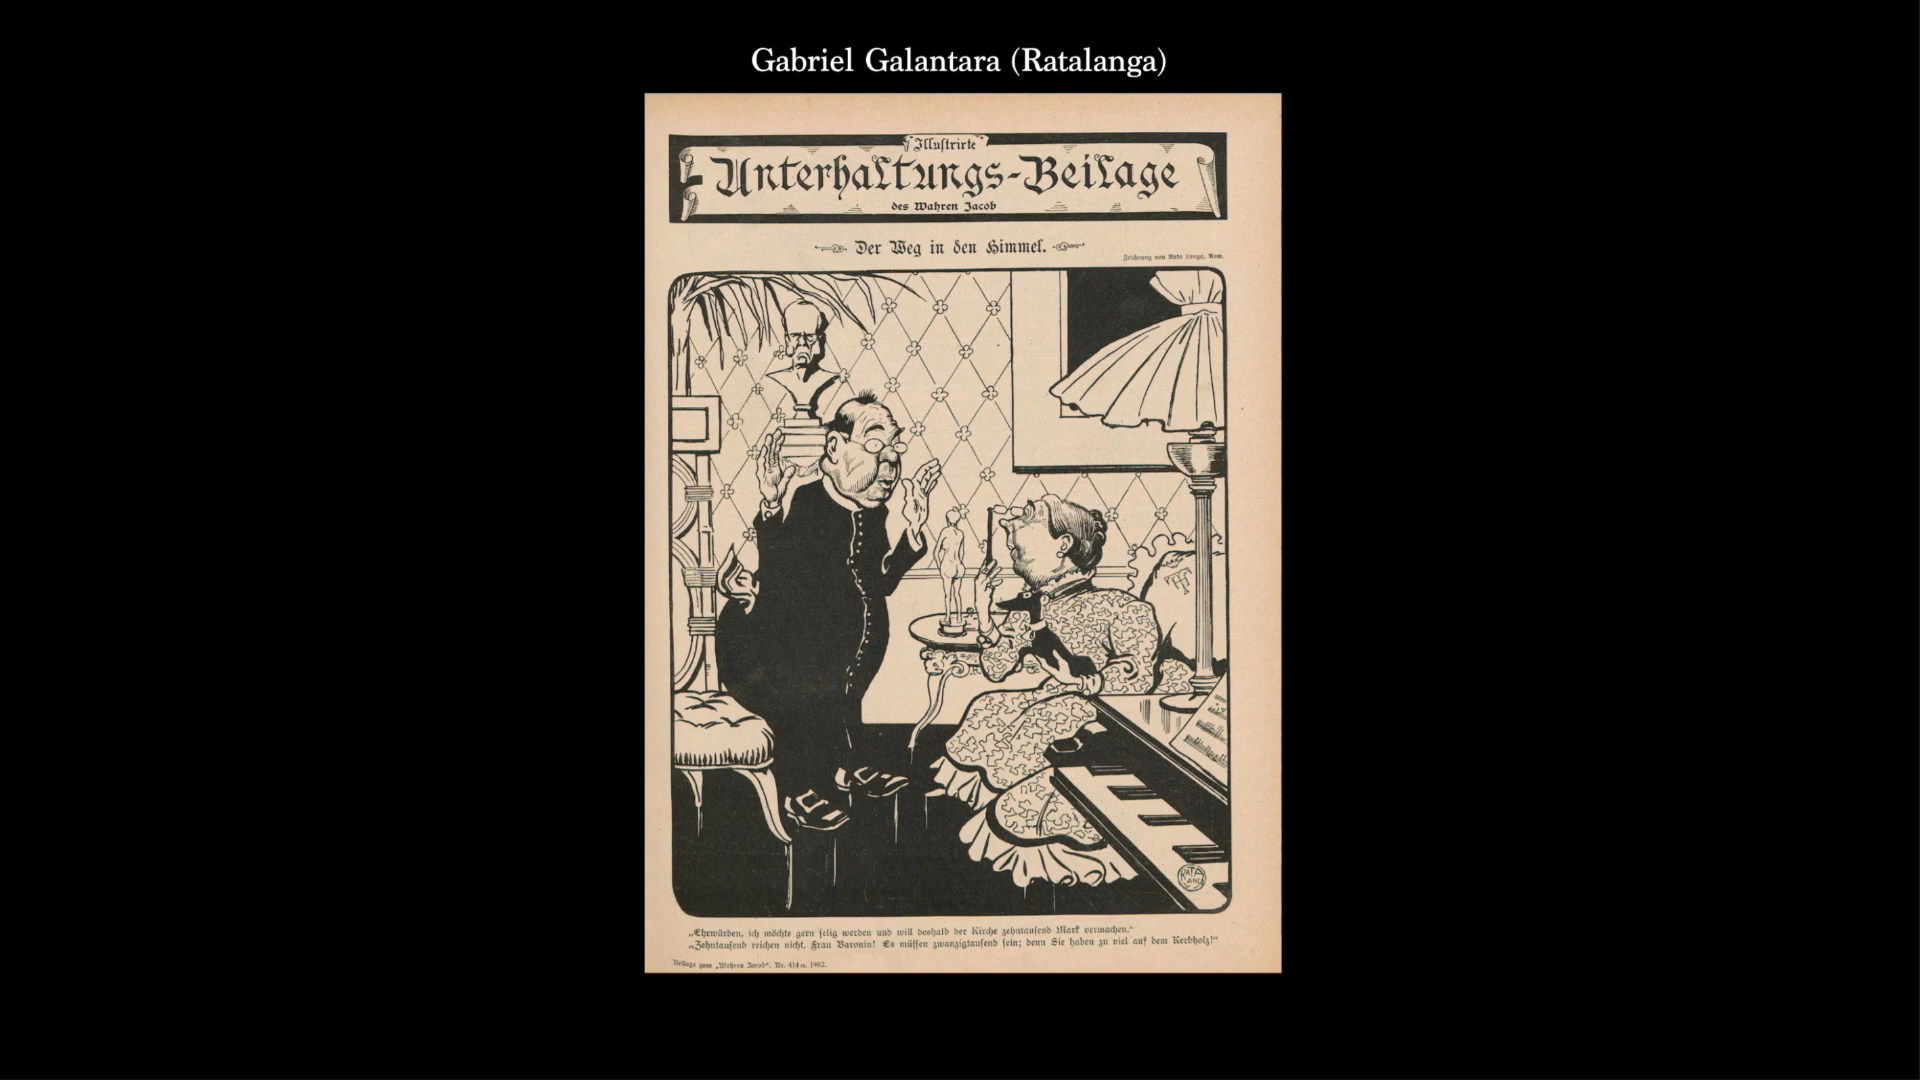 Gabriel Galantara (Ratalanga)
Illustrirte
Unterhaltungs-Beilage
des Wahren Jacob
Der Weg in den Himmel.
Zeichnung von Rata Langa, Rom.
„Ehrwürden, ich möchte gern selig werden und will deshalb der Kirche zehntausend Mark vermachen.“
„Zehntausend reichen nicht, Frau Baronin! Es müssen zwanzigtausend sein; denn Sie haben zu viel auf dem Kerbholz!“
Beilage zum „Wahren Jacob“. Nr. 414 1902.